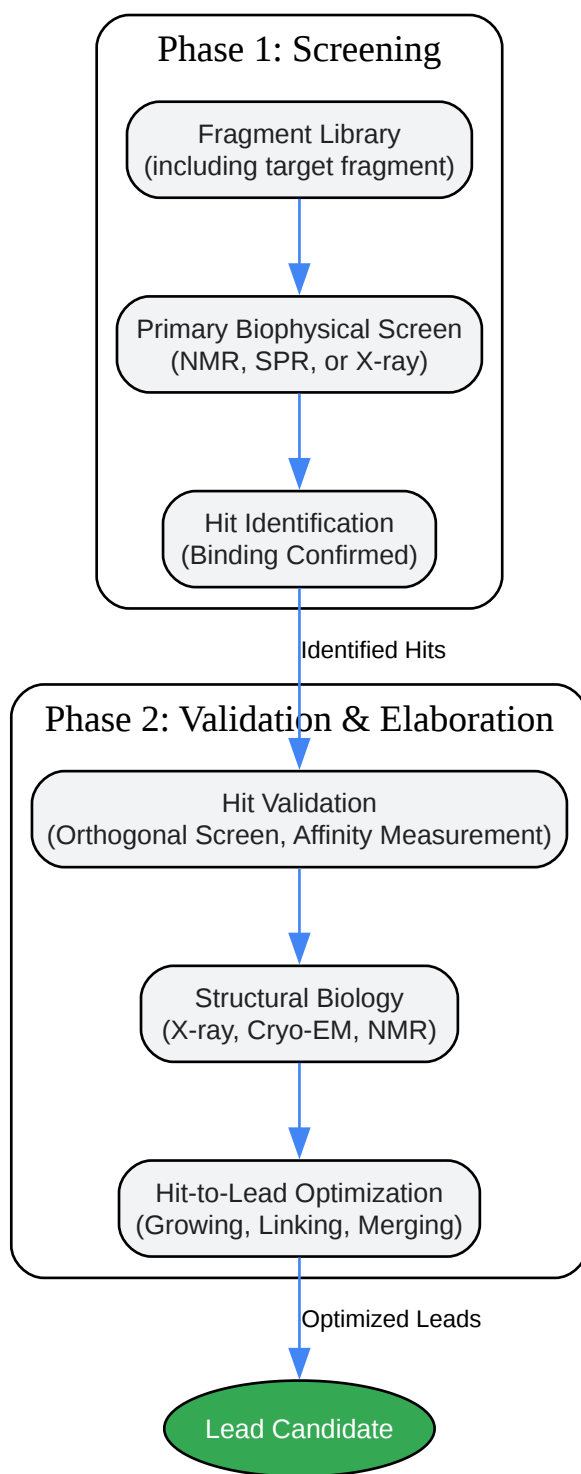 Phase 1: Screening
Fragment Library
(including target fragment)
Primary Biophysical Screen
(NMR, SPR, or X-ray)
Hit Identification
(Binding Confirmed)
Identified Hits
Phase 2: Validation & Elaboration
Hit Validation
(Orthogonal Screen, Affinity Measurement)
Structural Biology
(X-ray, Cryo-EM, NMR)
Hit-to-Lead Optimization
(Growing, Linking, Merging)
Optimized Leads
Lead Candidate